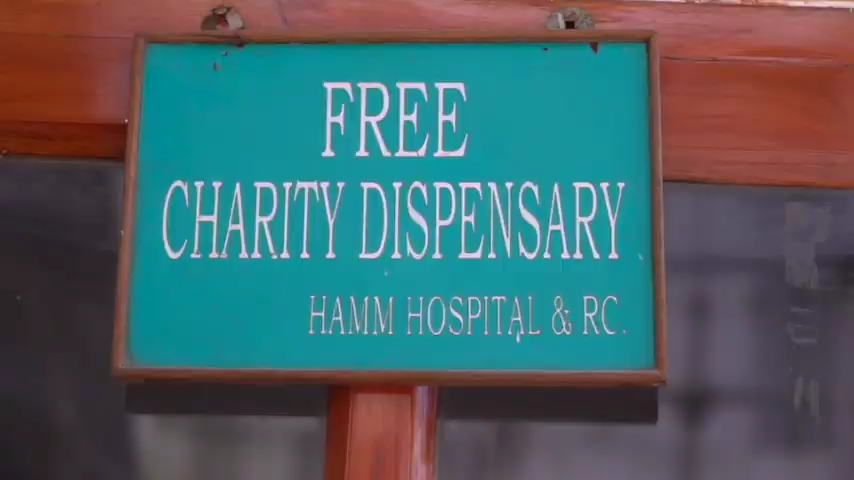 FREE
CHARITY DISPENSARY
HAMM HOSPITAL & RC.